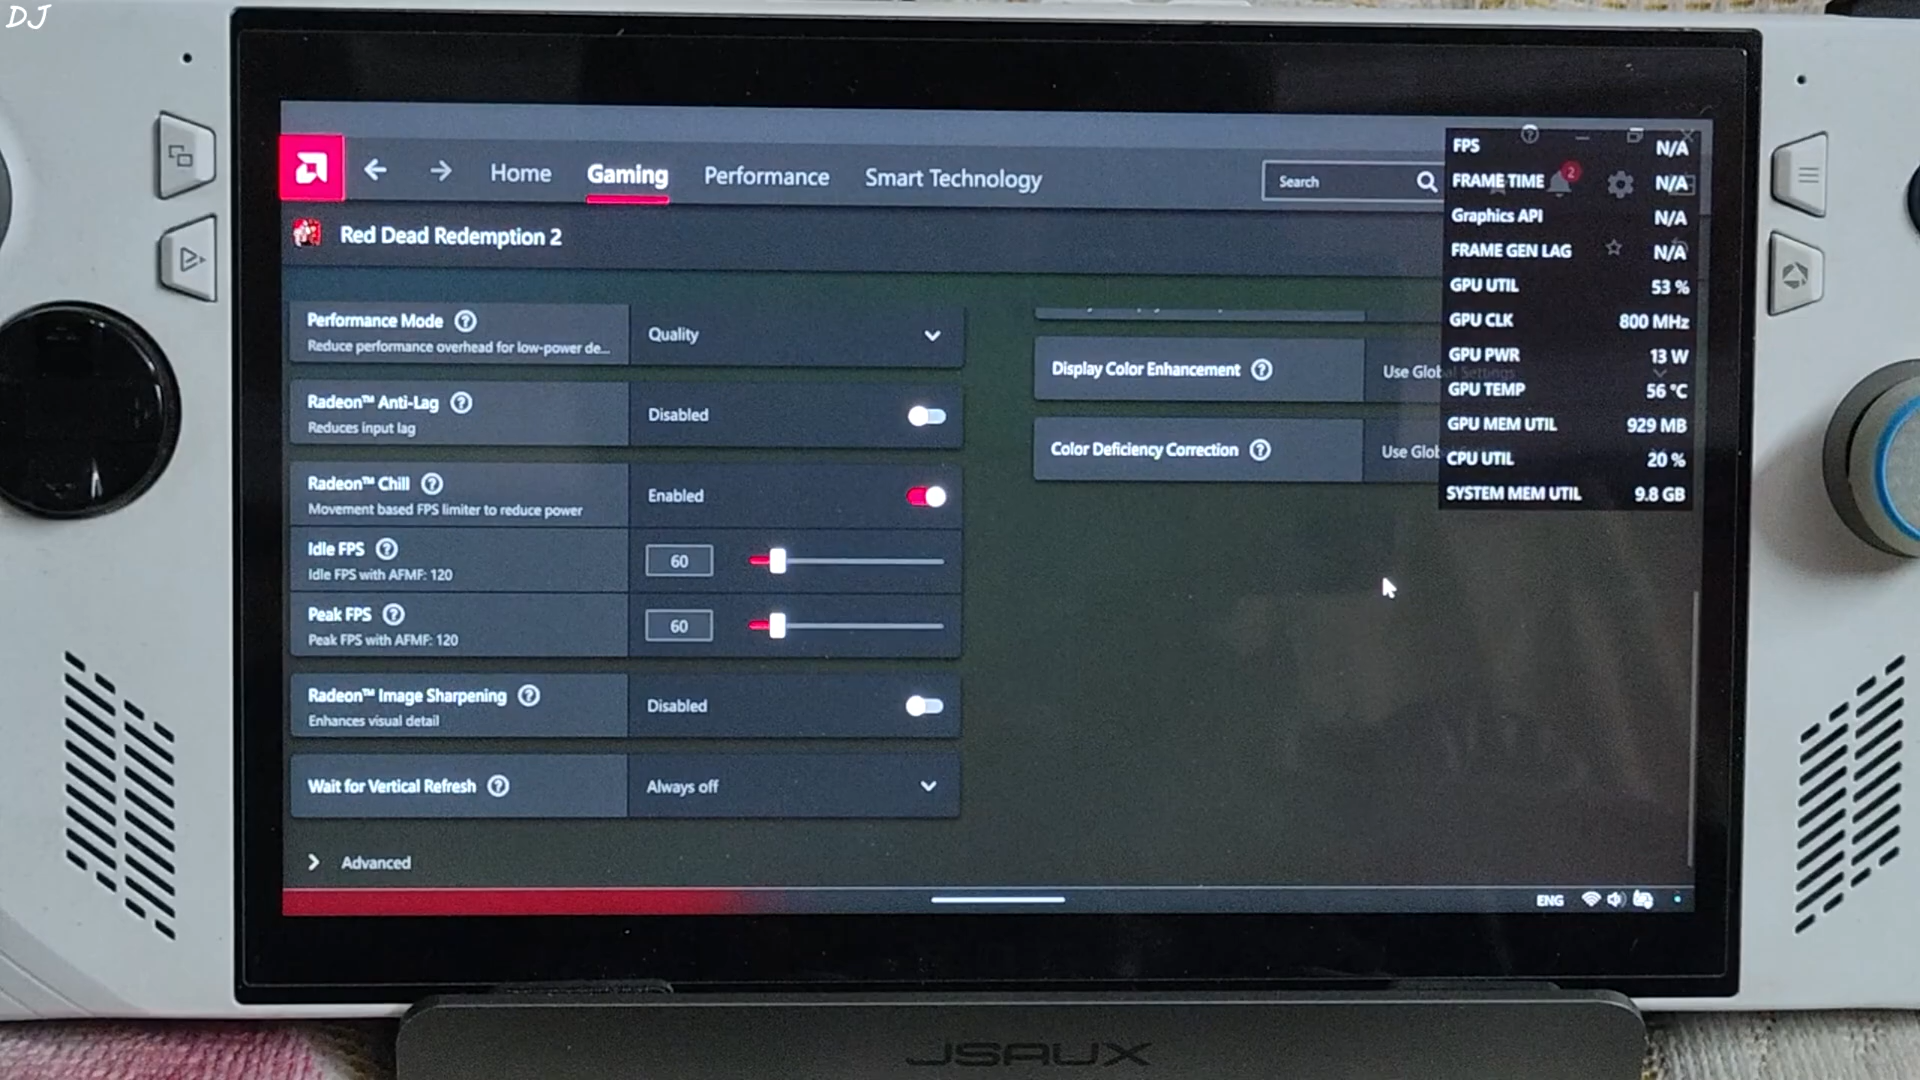 DJ
Home Gaming Performance Smart Technology
Search
2
Red Dead Redemption 2
Performance Mode
Reduce performance overhead for low-power de...
Quality
Radeon™ Anti-Lag
Reduces input lag
Disabled
Radeon™ Chill
Movement based FPS limiter to reduce power
Enabled
Idle FPS
Idle FPS with AFMF: 120
60
Peak FPS
Peak FPS with AFMF: 120
60
Radeon™ Image Sharpening
Enhances visual detail
Disabled
Wait for Vertical Refresh
Always off
Advanced
Display Color Enhancement
Use Global Settings
Color Deficiency Correction
Use Glob
FPS N/A
FRAME TIME N/A
Graphics API N/A
FRAME GEN LAG N/A
GPU UTIL 53 %
GPU CLK 800 MHz
GPU PWR 13 W
GPU TEMP 56 °C
GPU MEM UTIL 929 MB
CPU UTIL 20 %
SYSTEM MEM UTIL 9.8 GB
ENG
JSAUX